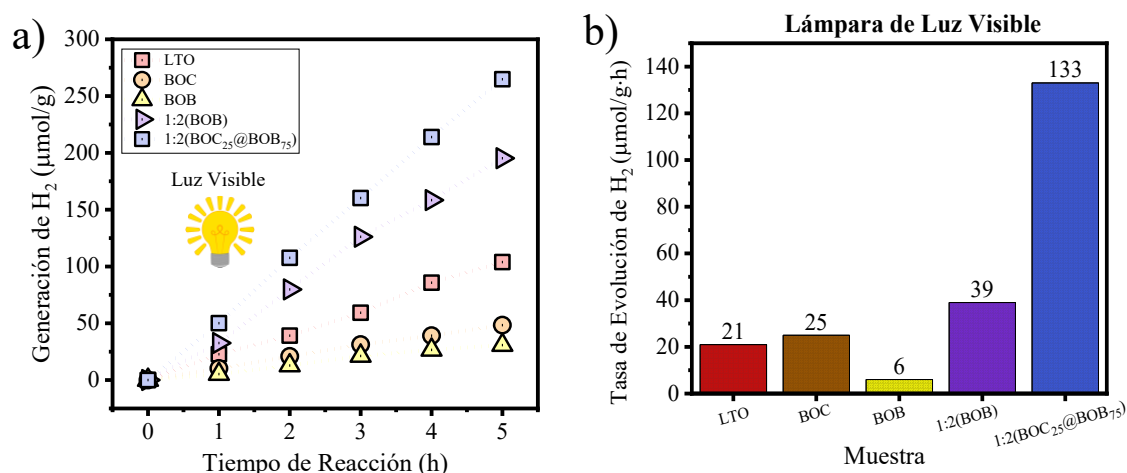 a)
300
250
200
150
100
50
0
Generación de H₂ (μmol/g)
LTO
BOC
BOB
1:2(BOB)
1:2(BOC₂₅@BOB₇₅)
Luz Visible
0 1 2 3 4 5
Tiempo de Reacción (h)
b)
Lámpara de Luz Visible
140
120
100
80
60
40
20
0
Tasa de Evolución de H₂ (μmol/g·h)
21
25
6
39
133
LTO
BOC
BOB
1:2(BOB)
1:2(BOC₂₅@BOB₇₅)
Muestra